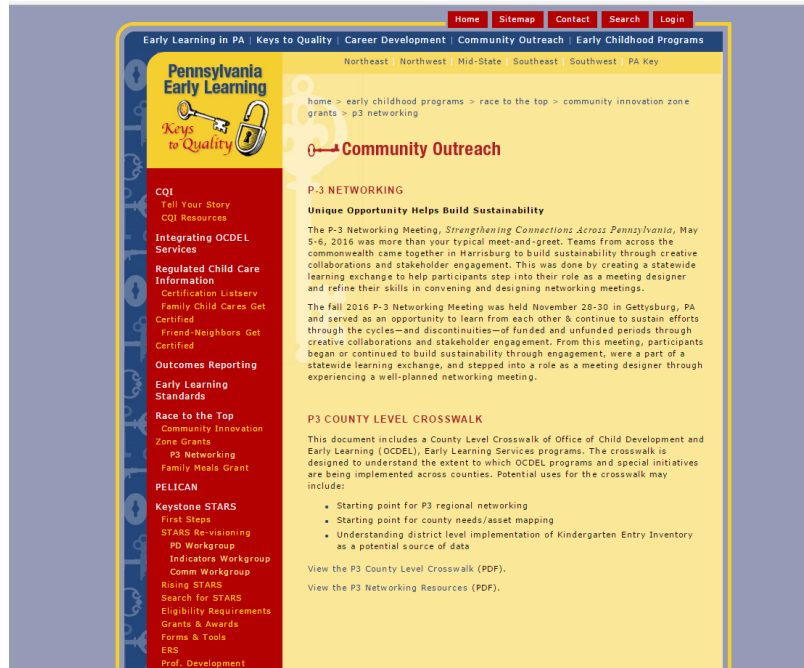 Home Sitemap Contact Search Login
Early Learning in PA | Keys to Quality | Career Development | Community Outreach | Early Childhood Programs
Northeast | Northwest | Mid-State | Southeast | Southwest | PA Key
Pennsylvania
Early Learning
Keys
to Quality
home > early childhood programs > race to the top > community innovation zone
grants > p3 networking
Community Outreach
CQI
Tell Your Story
CQI Resources
Integrating OCDEL
Services
Regulated Child Care
Information
Certification Listserv
Family Child Cares Get
Certified
Friend-Neighbors Get
Certified
Outcomes Reporting
Early Learning
Standards
Race to the Top
Community Innovation
Zone Grants
P3 Networking
Family Meals Grant
PELICAN
Keystone STARS
First Steps
STARS Re-visioning
PD Workgroup
Indicators Workgroup
Comm Workgroup
Rising STARS
Search for STARS
Eligibility Requirements
Grants & Awards
Forms & Tools
ERS
Prof. Development
P-3 NETWORKING
Unique Opportunity Helps Build Sustainability
The P-3 Networking Meeting, Strengthening Connections Across Pennsylvania, May
5-6, 2016 was more than your typical meet-and-greet. Teams from across the
commonwealth came together in Harrisburg to build sustainability through creative
collaborations and stakeholder engagement. This was done by creating a statewide
learning exchange to help participants step into their role as a meeting designer
and refine their skills in convening and designing networking meetings.
The fall 2016 P-3 Networking Meeting was held November 28-30 in Gettysburg, PA
and served as an opportunity to learn from each other & continue to sustain efforts
through the cycles—and discontinuities—of funded and unfunded periods through
creative collaborations and stakeholder engagement. From this meeting, participants
began or continued to build sustainability through engagement, were a part of a
statewide learning exchange, and stepped into a role as a meeting designer through
experiencing a well-planned networking meeting.
P3 COUNTY LEVEL CROSSWALK
This document includes a County Level Crosswalk of Office of Child Development and
Early Learning (OCDEL), Early Learning Services programs. The crosswalk is
designed to understand the extent to which OCDEL programs and special initiatives
are being implemented across counties. Potential uses for the crosswalk may
include:
• Starting point for P3 regional networking
• Starting point for county needs/asset mapping
• Understanding district level implementation of Kindergarten Entry Inventory
as a potential source of data
View the P3 County Level Crosswalk (PDF).
View the P3 Networking Resources (PDF).